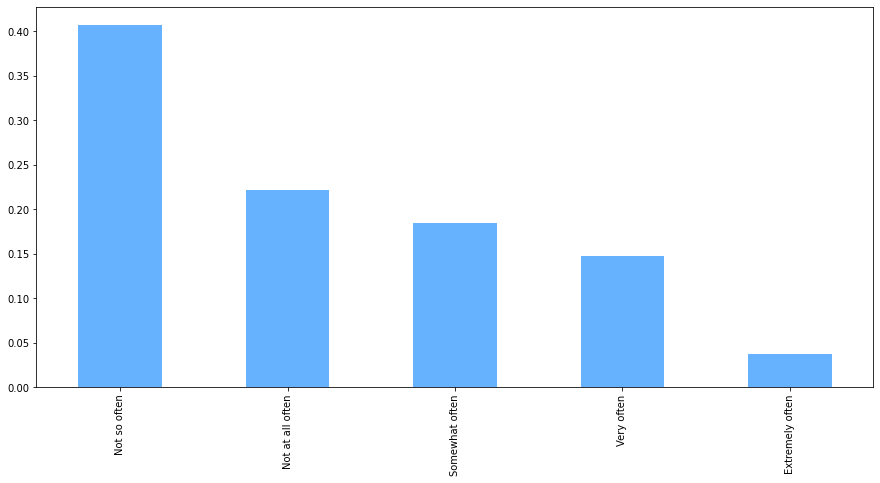 0.40
0.35
0.30
0.25
0.20
0.15
0.10
0.05
0.00
Not so often
Not at all often
Somewhat often
Very often
Extremely often